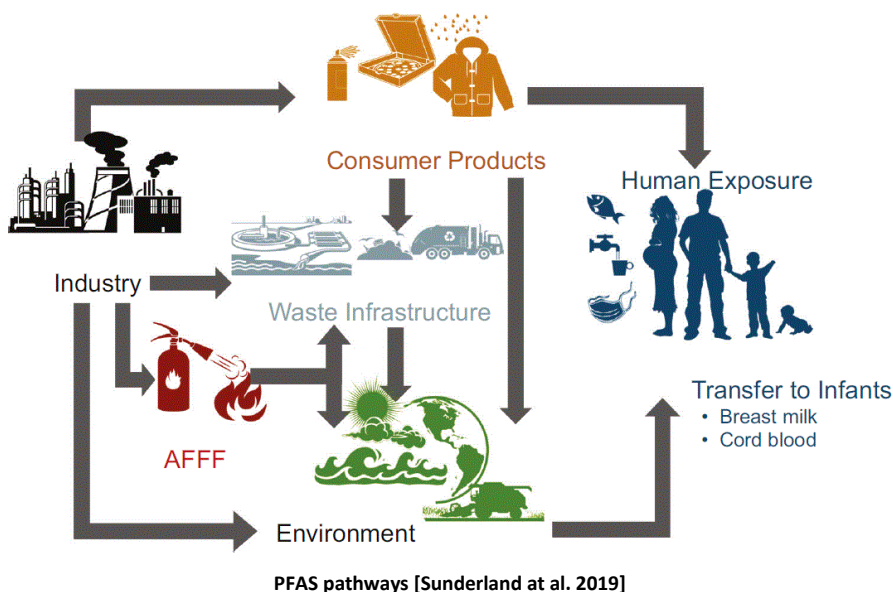 Consumer Products
Human Exposure
Industry
Waste Infrastructure
Transfer to Infants
• Breast milk
• Cord blood
AFFF
Environment
PFAS pathways [Sunderland at al. 2019]